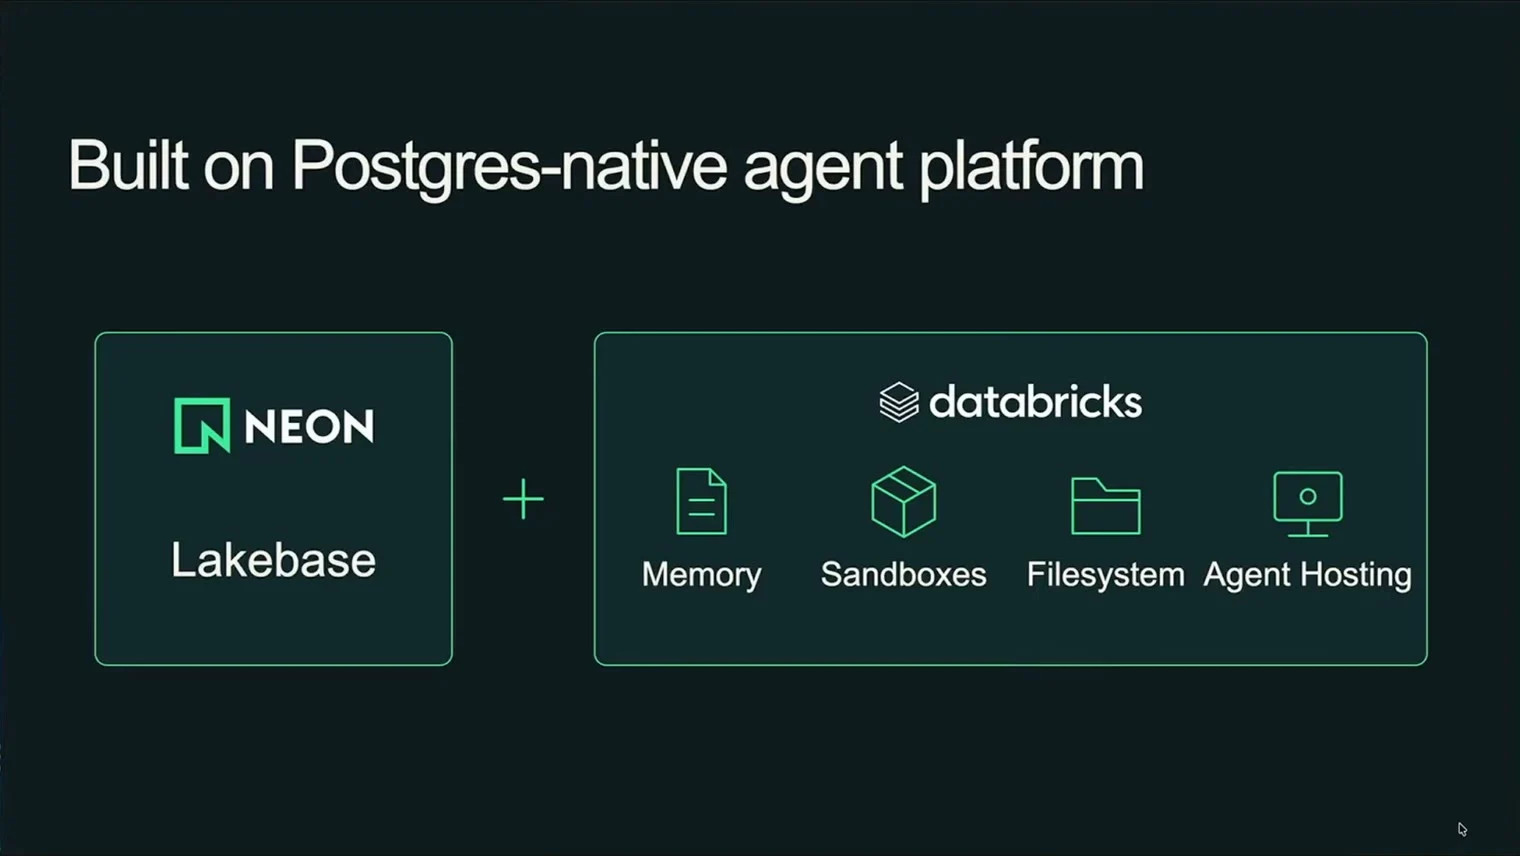 Built on Postgres-native agent platform
NEON
Lakebase
databricks
Memory
Sandboxes
Filesystem
Agent Hosting